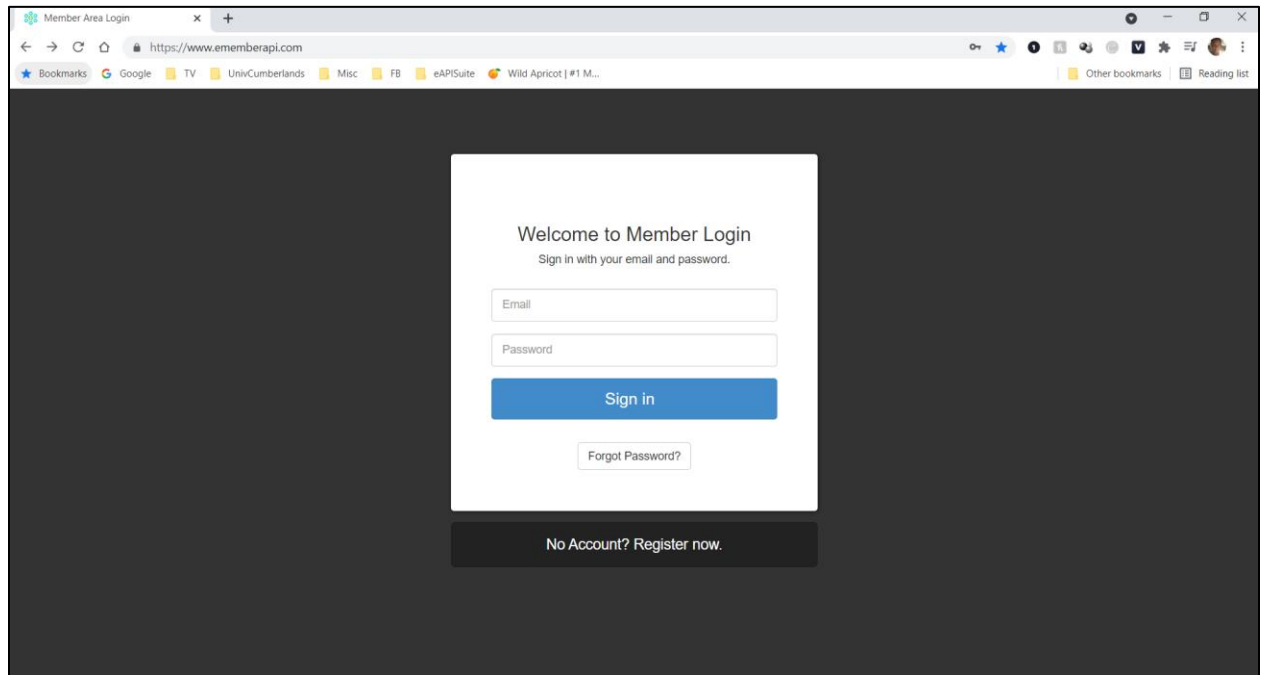 Member Area Login
https://www.ememberapi.com
Bookmarks Google TV UnivCumberlands Misc FB eAPISuite Wild Apricot | #1 M... Other bookmarks Reading list
Welcome to Member Login
Sign in with your email and password.
Email
Password
Sign in
Forgot Password?
No Account? Register now.